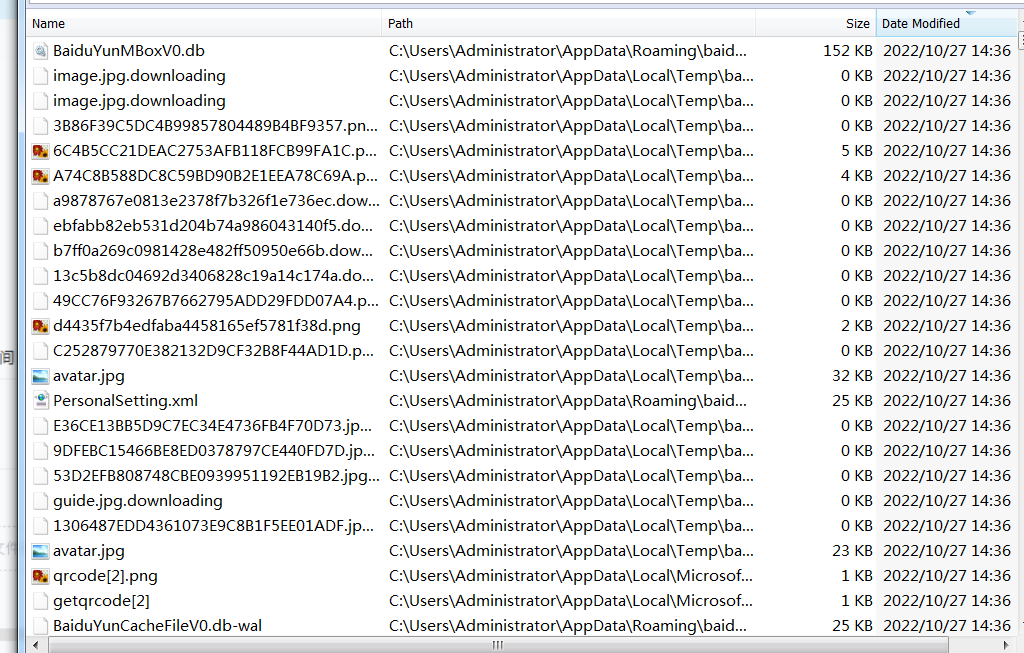 Name Path Size Date Modified
BaiduYunMBoxV0.db C:\Users\Administrator\AppData\Roaming\baid... 152 KB 2022/10/27 14:36
image.jpg.downloading C:\Users\Administrator\AppData\Local\Temp\ba... 0 KB 2022/10/27 14:36
image.jpg.downloading C:\Users\Administrator\AppData\Local\Temp\ba... 0 KB 2022/10/27 14:36
3B86F39C5DC4B99857804489B4BF9357.pn... C:\Users\Administrator\AppData\Local\Temp\ba... 0 KB 2022/10/27 14:36
6C4B5CC21DEAC2753AFB118FCB99FA1C.p... C:\Users\Administrator\AppData\Local\Temp\ba... 5 KB 2022/10/27 14:36
A74C8B588DC8C59BD90B2E1EEA78C69A.p... C:\Users\Administrator\AppData\Local\Temp\ba... 4 KB 2022/10/27 14:36
a9878767e0813e2378f7b326f1e736ec.dow... C:\Users\Administrator\AppData\Local\Temp\ba... 0 KB 2022/10/27 14:36
ebfabb82eb531d204b74a986043140f5.do... C:\Users\Administrator\AppData\Local\Temp\ba... 0 KB 2022/10/27 14:36
b7ff0a269c0981428e482ff50950e66b.dow... C:\Users\Administrator\AppData\Local\Temp\ba... 0 KB 2022/10/27 14:36
13c5b8dc04692d3406828c19a14c174a.do... C:\Users\Administrator\AppData\Local\Temp\ba... 0 KB 2022/10/27 14:36
49CC76F93267B7662795ADD29FDD07A4.p... C:\Users\Administrator\AppData\Local\Temp\ba... 0 KB 2022/10/27 14:36
d4435f7b4edfaba4458165ef5781f38d.png C:\Users\Administrator\AppData\Local\Temp\ba... 2 KB 2022/10/27 14:36
C252879770E382132D9CF32B8F44AD1D.p... C:\Users\Administrator\AppData\Local\Temp\ba... 0 KB 2022/10/27 14:36
间
avatar.jpg C:\Users\Administrator\AppData\Local\Temp\ba... 32 KB 2022/10/27 14:36
PersonalSetting.xml C:\Users\Administrator\AppData\Roaming\baid... 25 KB 2022/10/27 14:36
E36CE13BB5D9C7EC34E4736FB4F70D73.jp... C:\Users\Administrator\AppData\Local\Temp\ba... 0 KB 2022/10/27 14:36
9DFEBC15466BE8ED0378797CE440FD7D.jp... C:\Users\Administrator\AppData\Local\Temp\ba... 0 KB 2022/10/27 14:36
53D2EFB808748CBE0939951192EB19B2.jpg... C:\Users\Administrator\AppData\Local\Temp\ba... 0 KB 2022/10/27 14:36
guide.jpg.downloading C:\Users\Administrator\AppData\Local\Temp\ba... 0 KB 2022/10/27 14:36
1306487EDD4361073E9C8B1F5EE01ADF.jp... C:\Users\Administrator\AppData\Local\Temp\ba... 0 KB 2022/10/27 14:36
avatar.jpg C:\Users\Administrator\AppData\Local\Temp\ba... 23 KB 2022/10/27 14:36
qrcode[2].png C:\Users\Administrator\AppData\Local\Microsof... 1 KB 2022/10/27 14:36
getqrcode[2] C:\Users\Administrator\AppData\Local\Microsof... 1 KB 2022/10/27 14:36
BaiduYunCacheFileV0.db-wal C:\Users\Administrator\AppData\Roaming\baid... 25 KB 2022/10/27 14:36